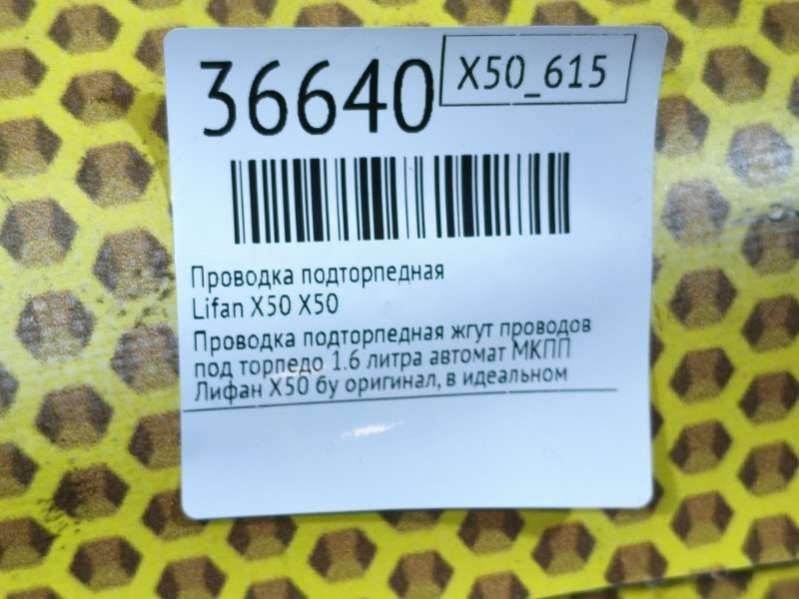 36640
X50_615
Проводка подторпедная
Lifan X50 X50
Проводка подторпедная жгут проводов
под торпедо 1.6 литра автомат МКПП
Лифан Х50 бу оригинал, в идеальном